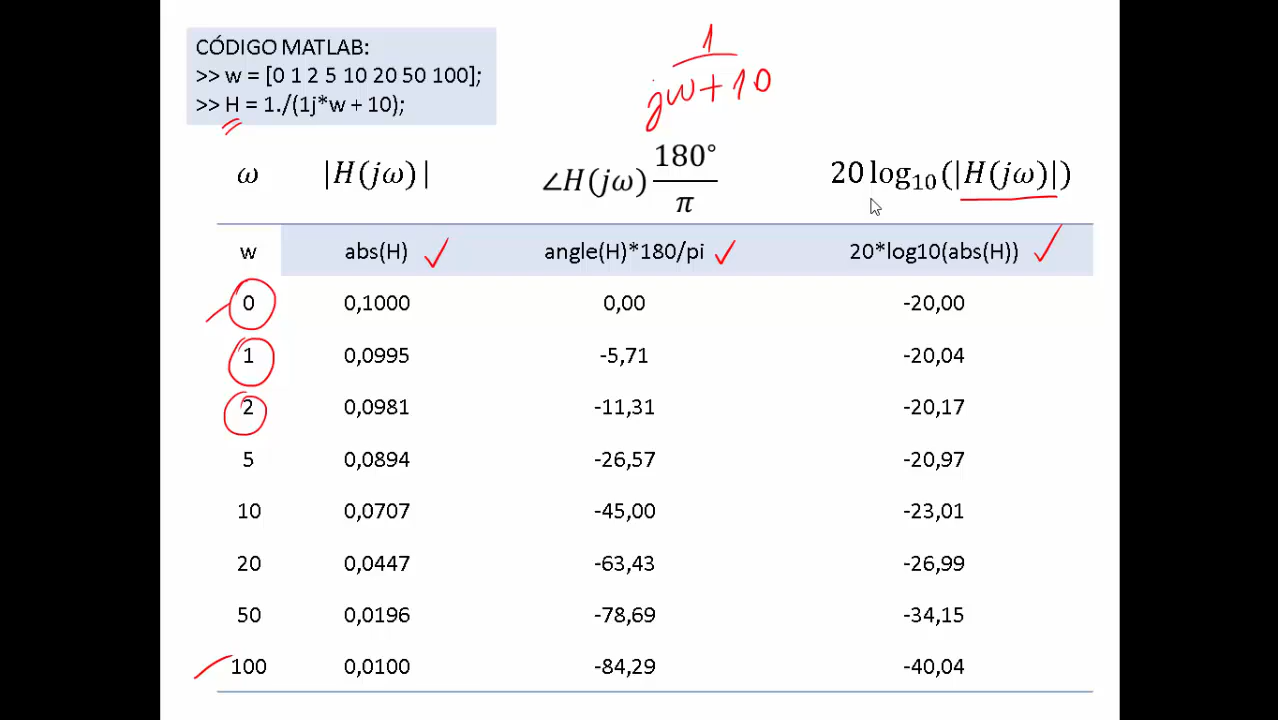 CÓDIGO MATLAB:
>> w = [0 1 2 5 10 20 50 100];
>> H = 1./(1j*w + 10);
1
jw+10
ω |H(jω)| ∠H(jω) 180°/π 20 log₁₀(|H(jω)|)
w abs(H) angle(H)*180/pi 20*log10(abs(H))
0 0,1000 0,00 -20,00
1 0,0995 -5,71 -20,04
2 0,0981 -11,31 -20,17
5 0,0894 -26,57 -20,97
10 0,0707 -45,00 -23,01
20 0,0447 -63,43 -26,99
50 0,0196 -78,69 -34,15
100 0,0100 -84,29 -40,04